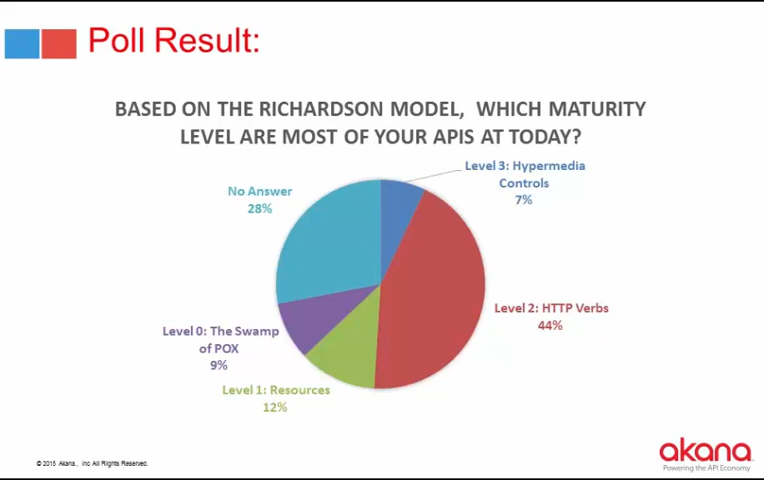 Poll Result:
BASED ON THE RICHARDSON MODEL, WHICH MATURITY
LEVEL ARE MOST OF YOUR APIS AT TODAY?
Level 3: Hypermedia
Controls
7%
No Answer
28%
Level 2: HTTP Verbs
44%
Level 0: The Swamp
of POX
9%
Level 1: Resources
12%
© 2015 Akana., Inc All Rights Reserved.
akana
Powering the API Economy